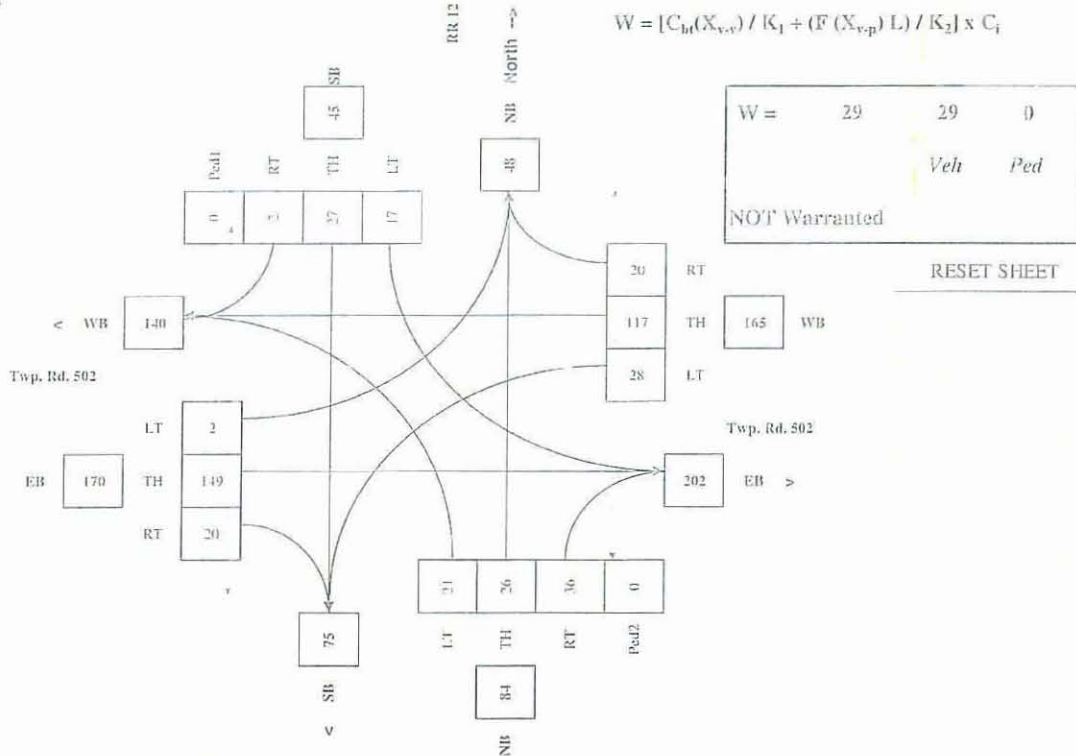 W = [C_bt(X_v-v) / K_1 + (F (X_v-p) L) / K_2] x C_i
RR 12
North -->
SB
45
NB
48
W = 29 29 0
Veh Ped
NOT Warranted
RESET SHEET
Ped1
RT
TH
LT
0
2
27
17
20 RT
117 TH 165 WB
28 LT
< WB 140
Twp. Rd. 502
Twp. Rd. 502
LT 2
EB 170 TH 149
RT 20
202 EB >
21
26
36
0
LT
TH
RT
Ped2
75
SB
<
84
NB